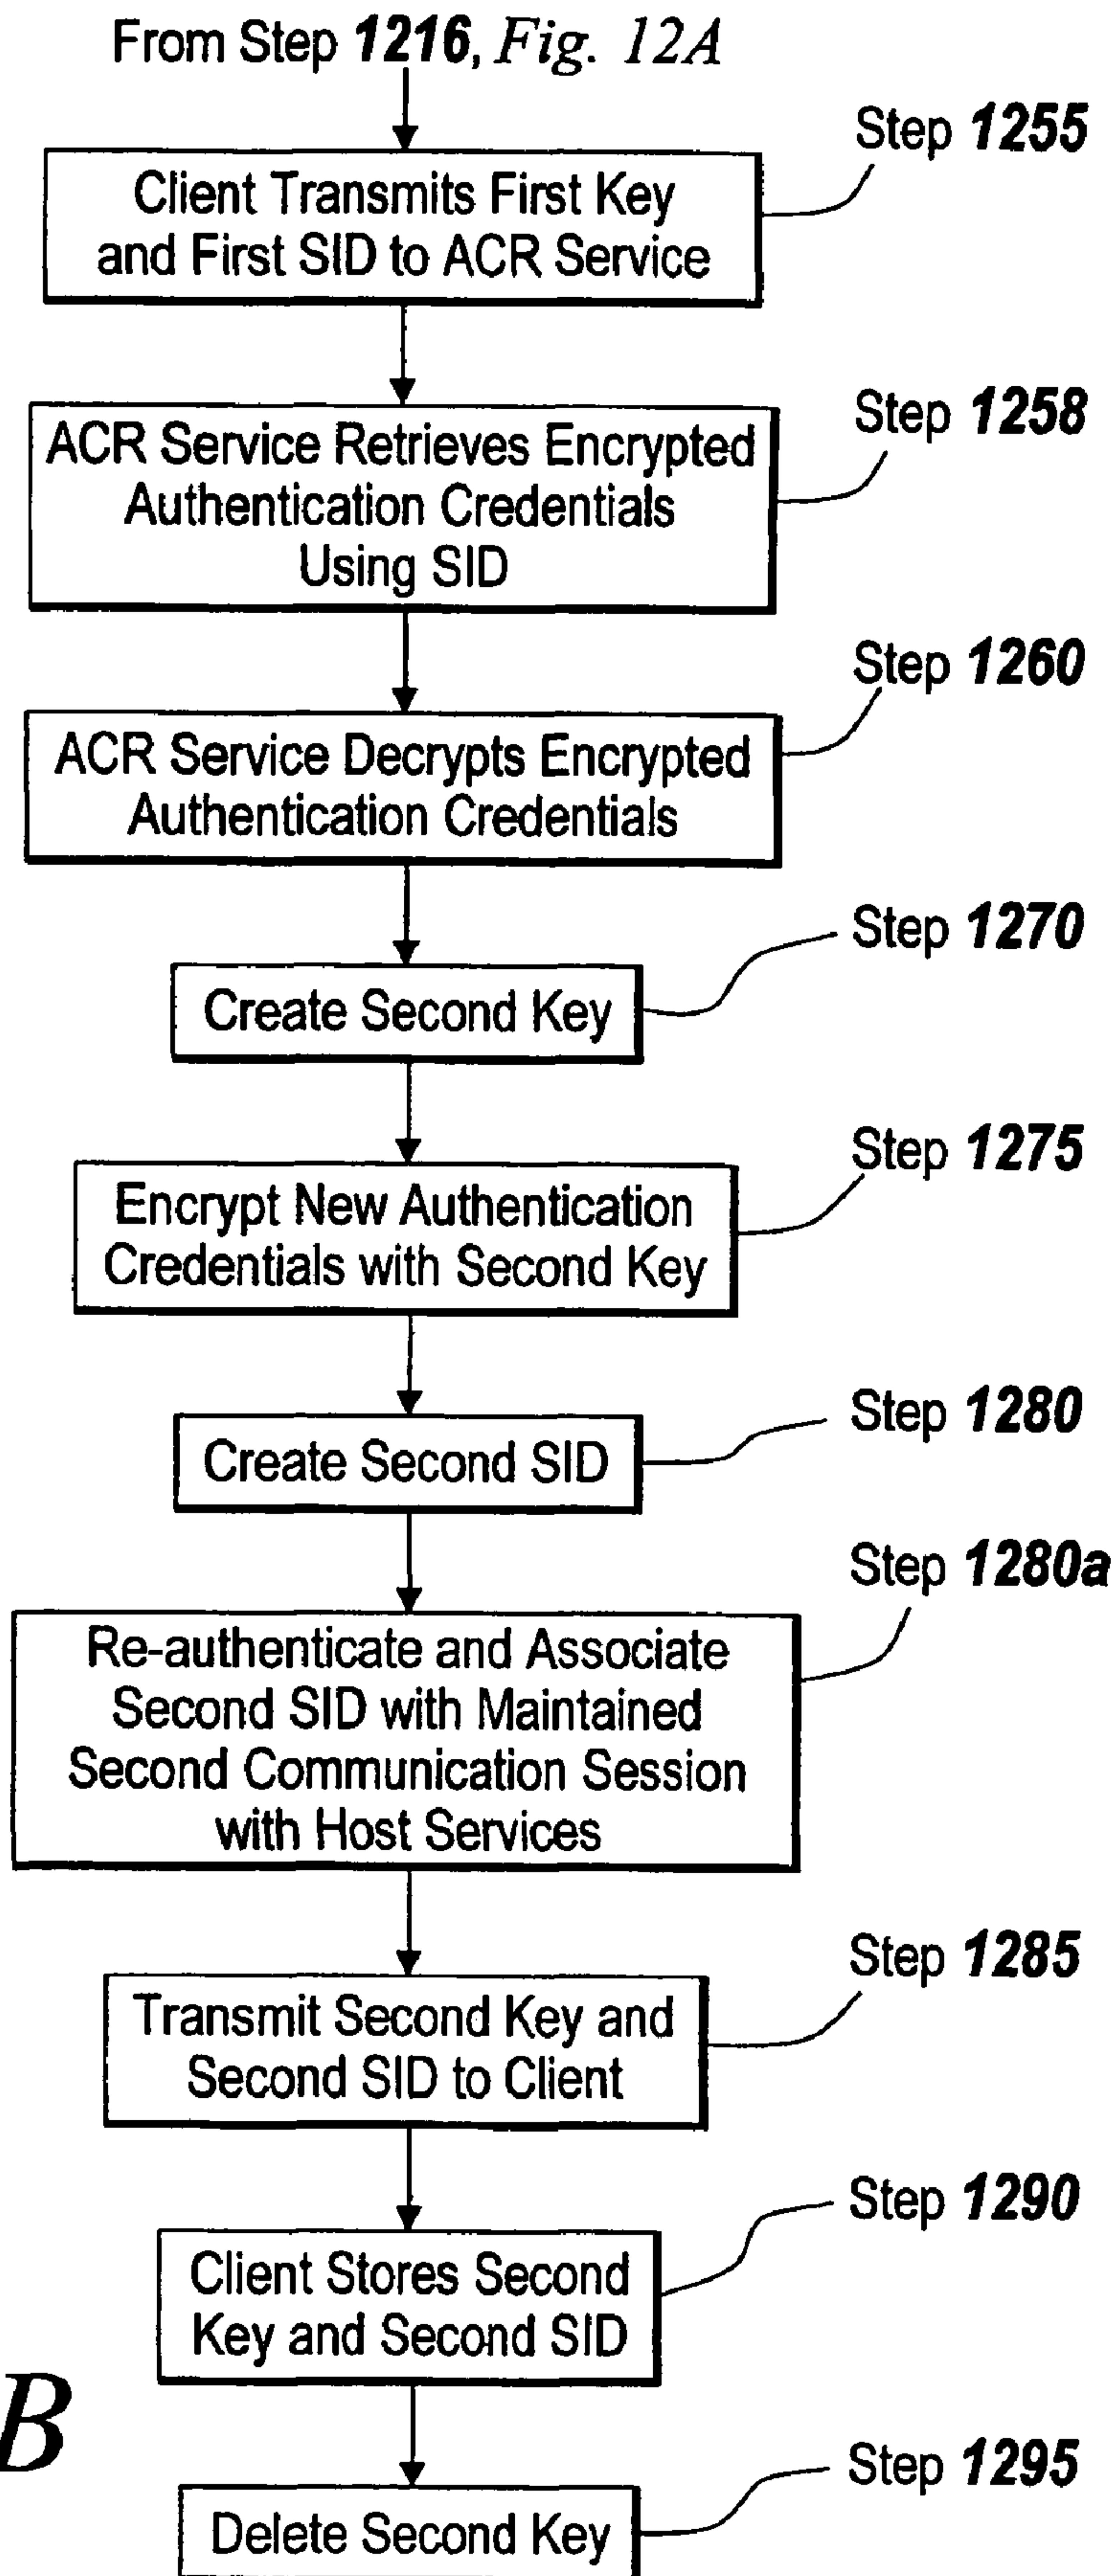 From Step 1216, Fig. 12A
Step 1255
Client Transmits First Key
and First SID to ACR Service
Step 1258
ACR Service Retrieves Encrypted
Authentication Credentials
Using SID
Step 1260
ACR Service Decrypts Encrypted
Authentication Credentials
Step 1270
Create Second Key
Step 1275
Encrypt New Authentication
Credentials with Second Key
Step 1280
Create Second SID
Step 1280a
Re-authenticate and Associate
Second SID with Maintained
Second Communication Session
with Host Services
Step 1285
Transmit Second Key and
Second SID to Client
Step 1290
Client Stores Second
Key and Second SID
B
Step 1295
Delete Second Key